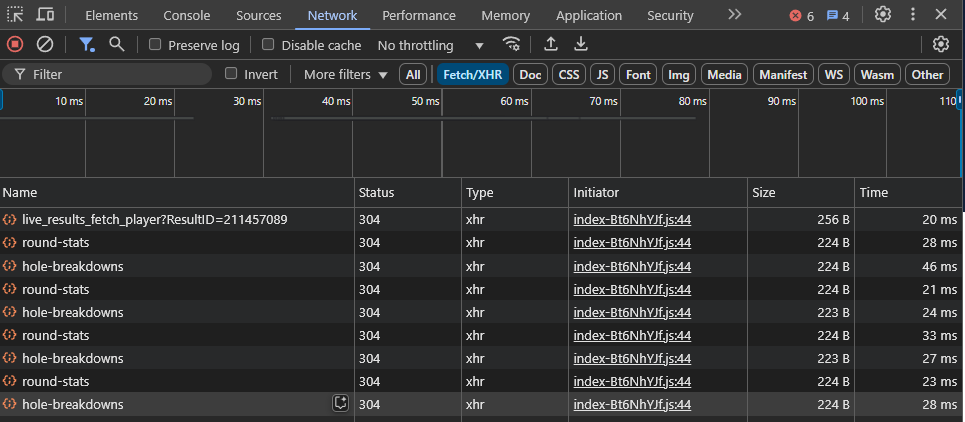 Elements Console Sources Network Performance Memory Application Security 6 4
Preserve log Disable cache No throttling
Filter Invert More filters All Fetch/XHR Doc CSS JS Font Img Media Manifest WS Wasm Other
10 ms 20 ms 30 ms 40 ms 50 ms 60 ms 70 ms 80 ms 90 ms 100 ms 110
Name Status Type Initiator Size Time
live_results_fetch_player?ResultID=211457089 304 xhr index-Bt6NhYJf.js:44 256 B 20 ms
round-stats 304 xhr index-Bt6NhYJf.js:44 224 B 28 ms
hole-breakdowns 304 xhr index-Bt6NhYJf.js:44 224 B 46 ms
round-stats 304 xhr index-Bt6NhYJf.js:44 224 B 21 ms
hole-breakdowns 304 xhr index-Bt6NhYJf.js:44 223 B 24 ms
round-stats 304 xhr index-Bt6NhYJf.js:44 224 B 33 ms
hole-breakdowns 304 xhr index-Bt6NhYJf.js:44 223 B 27 ms
round-stats 304 xhr index-Bt6NhYJf.js:44 224 B 23 ms
hole-breakdowns 304 xhr index-Bt6NhYJf.js:44 224 B 28 ms